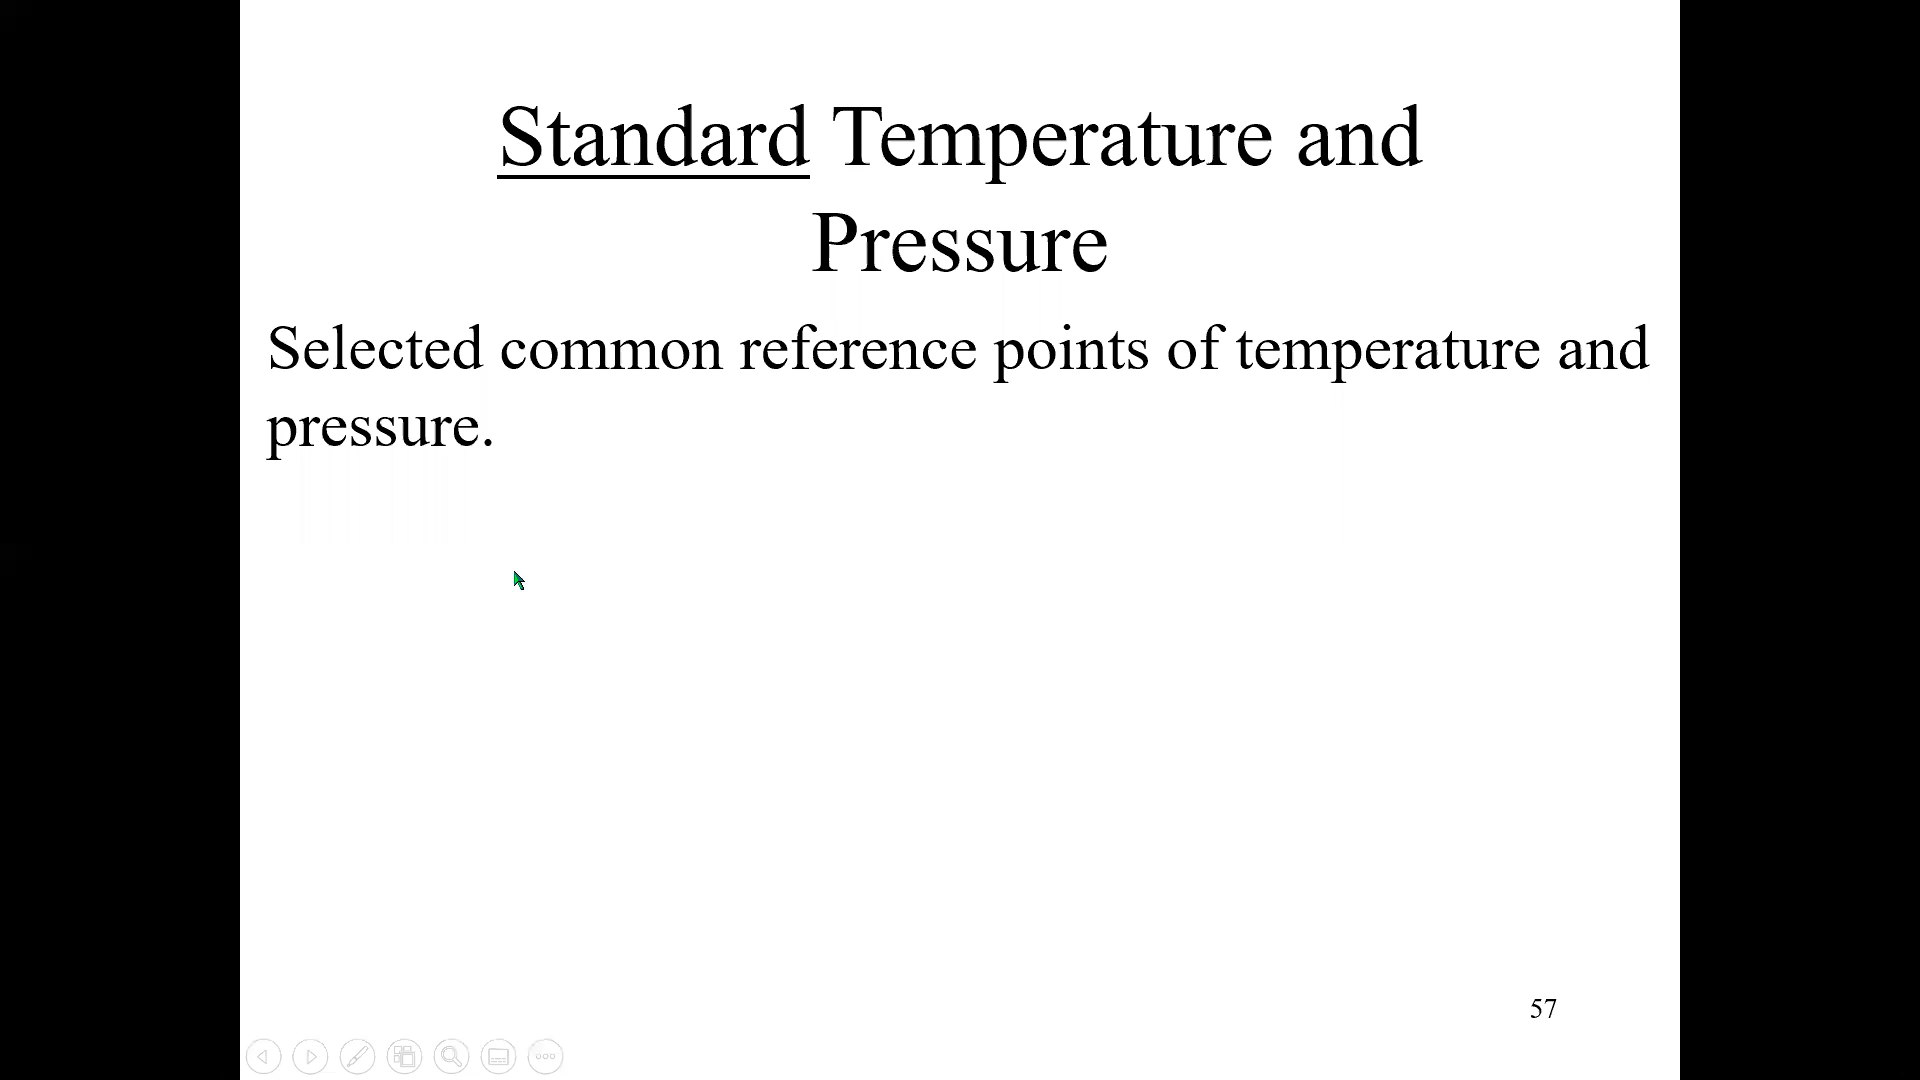 Standard Temperature and
Pressure
Selected common reference points of temperature and
pressure.
57